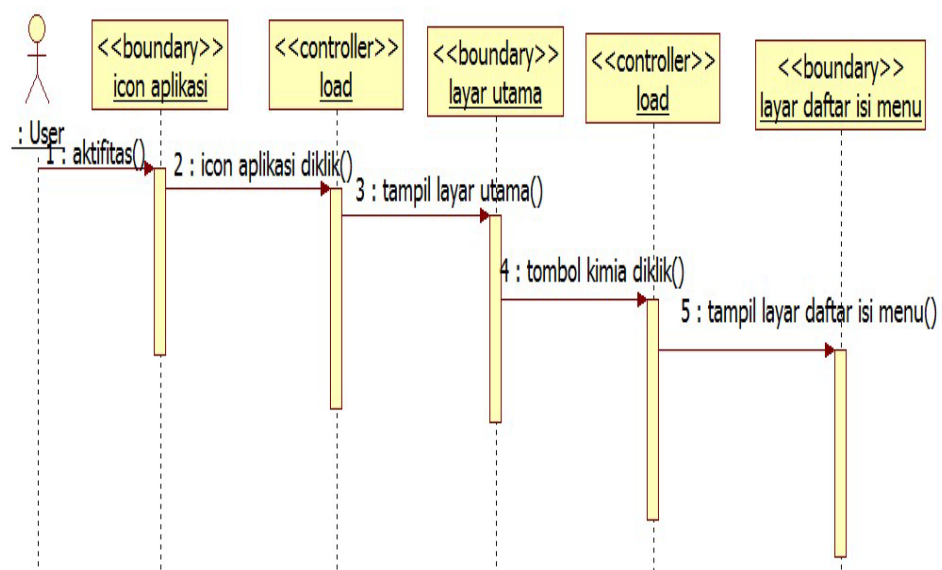 <<boundary>>
icon aplikasi
<<controller>>
load
<<boundary>>
layar utama
<<controller>>
load
<<boundary>>
layar daftar isi menu
: User
1 : aktifitas()
2 : icon aplikasi diklik()
3 : tampil layar utama()
4 : tombol kimia diklik()
5 : tampil layar daftar isi menu()